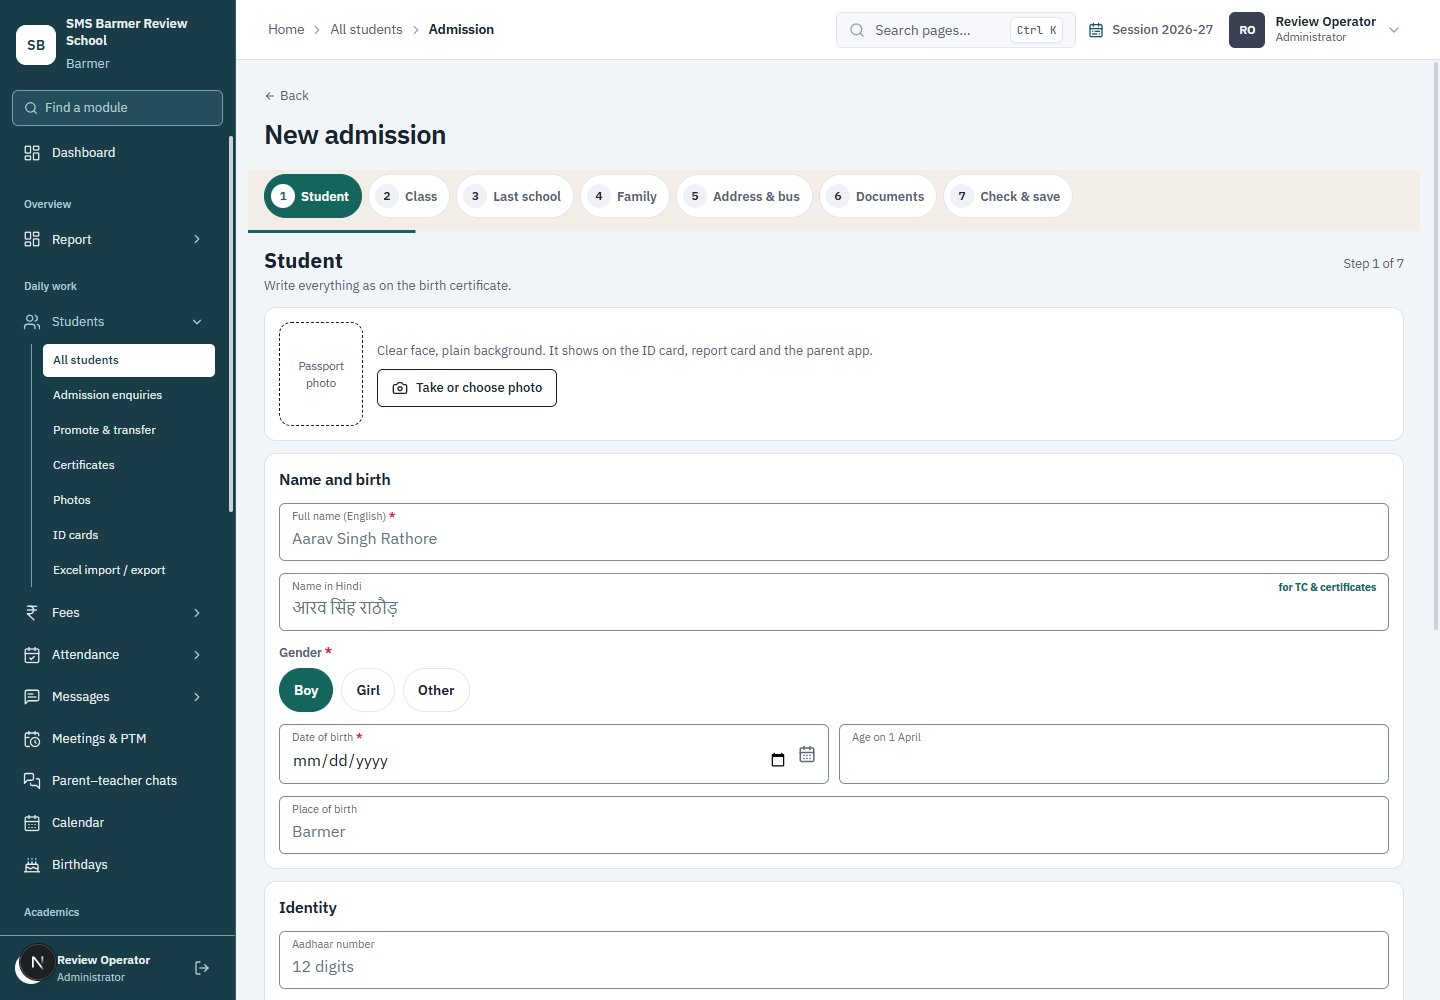 SMS Barmer Review School
Barmer
SB
Find a module
Dashboard
Overview
Report
Daily work
Students
All students
Admission enquiries
Promote & transfer
Certificates
Photos
ID cards
Excel import / export
Fees
Attendance
Messages
Meetings & PTM
Parent–teacher chats
Calendar
Birthdays
Academics
N
Review Operator
Administrator
Home
All students
Admission
Search pages...
Ctrl K
Session 2026-27
RO
Review Operator
Administrator
Back
New admission
1 Student
2 Class
3 Last school
4 Family
5 Address & bus
6 Documents
7 Check & save
Student
Step 1 of 7
Write everything as on the birth certificate.
Passport photo
Clear face, plain background. It shows on the ID card, report card and the parent app.
Take or choose photo
Name and birth
Full name (English) *
Aarav Singh Rathore
Name in Hindi
for TC & certificates
आरव सिंह राठौड़
Gender *
Boy
Girl
Other
Date of birth *
mm/dd/yyyy
Age on 1 April
Place of birth
Barmer
Identity
Aadhaar number
12 digits